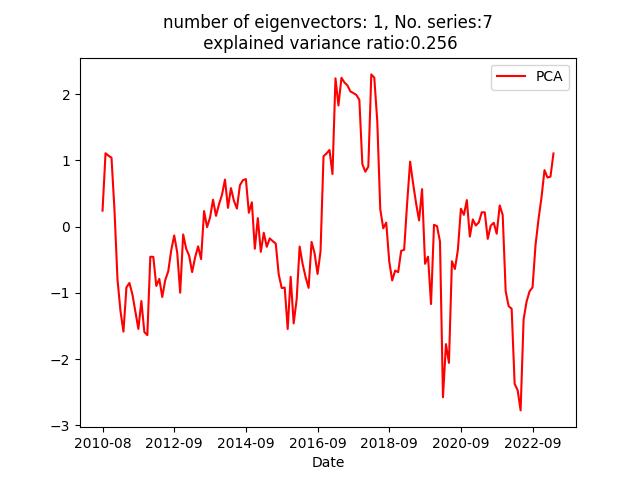 number of eigenvectors: 1, No. series:7
explained variance ratio:0.256
PCA
2
1
0
−1
−2
−3
2010-08 2012-09 2014-09 2016-09 2018-09 2020-09 2022-09
Date